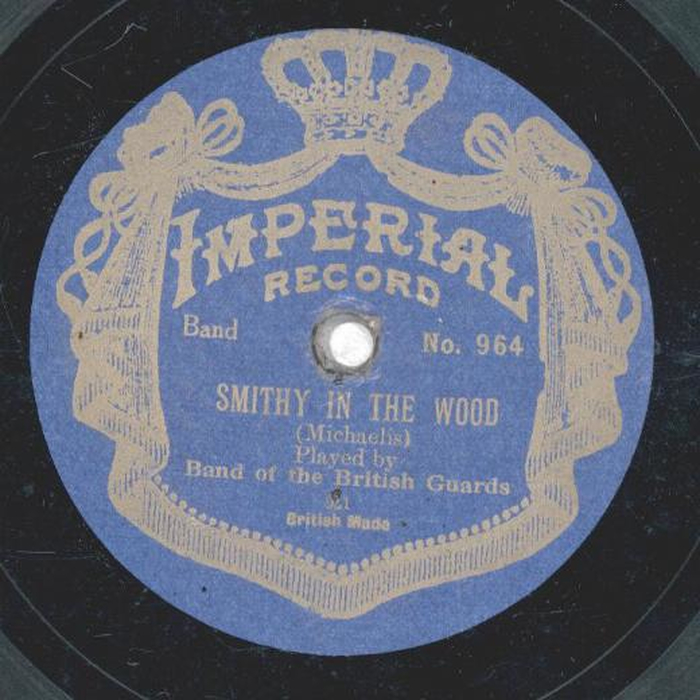 IMPERIAL
RECORD
Band No. 964
SMITHY IN THE WOOD
(Michaelis)
Played by
Band of the British Guards
British Made